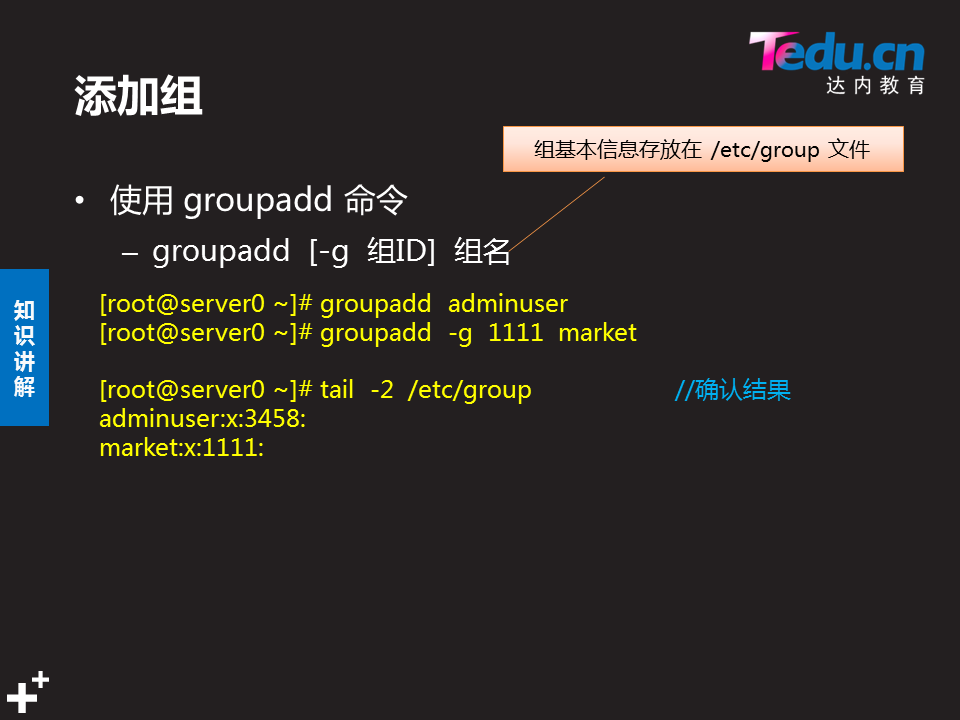 Tedu.cn
达内教育
添加组
组基本信息存放在 /etc/group 文件
• 使用 groupadd 命令
– groupadd [-g 组ID] 组名
知识讲解
[root@server0 ~]# groupadd adminuser
[root@server0 ~]# groupadd -g 1111 market
[root@server0 ~]# tail -2 /etc/group //确认结果
adminuser:x:3458:
market:x:1111: